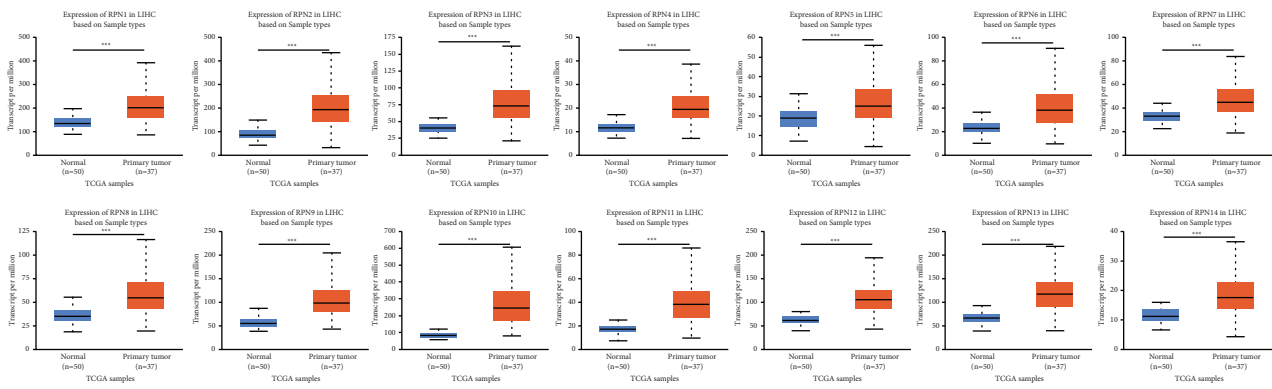 Expression of RPN1 in LIHC
based on Sample types
500
400
300
200
100
0
Transcript per million
***
Normal
(n=50)
Primary tumor
(n=37)
TCGA samples
Expression of RPN2 in LIHC
based on Sample types
500
400
300
200
100
0
Transcript per million
***
Normal
(n=50)
Primary tumor
(n=37)
TCGA samples
Expression of RPN3 in LIHC
based on Sample types
175
150
125
100
75
50
25
0
Transcript per million
***
Normal
(n=50)
Primary tumor
(n=37)
TCGA samples
Expression of RPN4 in LIHC
based on Sample types
50
40
30
20
10
0
Transcript per million
***
Normal
(n=50)
Primary tumor
(n=37)
TCGA samples
Expression of RPN5 in LIHC
based on Sample types
60
50
40
30
20
10
0
Transcript per million
***
Normal
(n=50)
Primary tumor
(n=37)
TCGA samples
Expression of RPN6 in LIHC
based on Sample types
100
80
60
40
20
0
Transcript per million
***
Normal
(n=50)
Primary tumor
(n=37)
TCGA samples
Expression of RPN7 in LIHC
based on Sample types
100
80
60
40
20
0
Transcript per million
***
Normal
(n=50)
Primary tumor
(n=37)
TCGA samples
Expression of RPN8 in LIHC
based on Sample types
125
100
75
50
25
0
Transcript per million
***
Normal
(n=50)
Primary tumor
(n=37)
TCGA samples
Expression of RPN9 in LIHC
based on Sample types
250
200
150
100
50
0
Transcript per million
***
Normal
(n=50)
Primary tumor
(n=37)
TCGA samples
Expression of RPN10 in LIHC
based on Sample types
700
600
500
400
300
200
100
0
Transcript per million
***
Normal
(n=50)
Primary tumor
(n=37)
TCGA samples
Expression of RPN11 in LIHC
based on Sample types
100
80
60
40
20
0
Transcript per million
***
Normal
(n=50)
Primary tumor
(n=37)
TCGA samples
Expression of RPN12 in LIHC
based on Sample types
250
200
150
100
50
0
Transcript per million
***
Normal
(n=50)
Primary tumor
(n=37)
TCGA samples
Expression of RPN13 in LIHC
based on Sample types
250
200
150
100
50
0
Transcript per million
***
Normal
(n=50)
Primary tumor
(n=37)
TCGA samples
Expression of RPN14 in LIHC
based on Sample types
40
30
20
10
0
Transcript per million
***
Normal
(n=50)
Primary tumor
(n=37)
TCGA samples